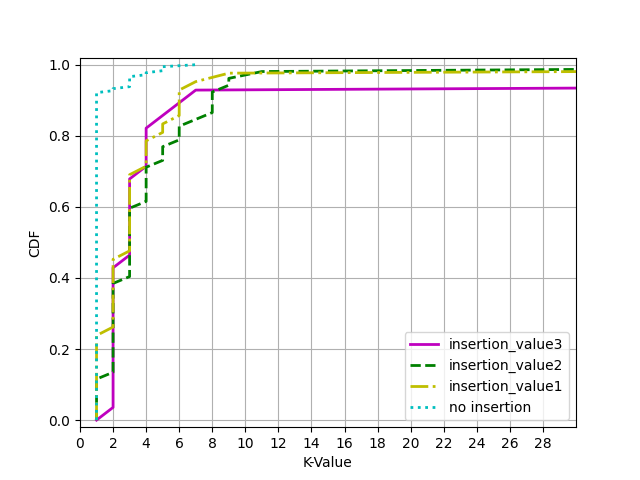 1.0
0.8
0.6
0.4
0.2
0.0
CDF
insertion_value3
insertion_value2
insertion_value1
no insertion
0 2 4 6 8 10 12 14 16 18 20 22 24 26 28
K-Value